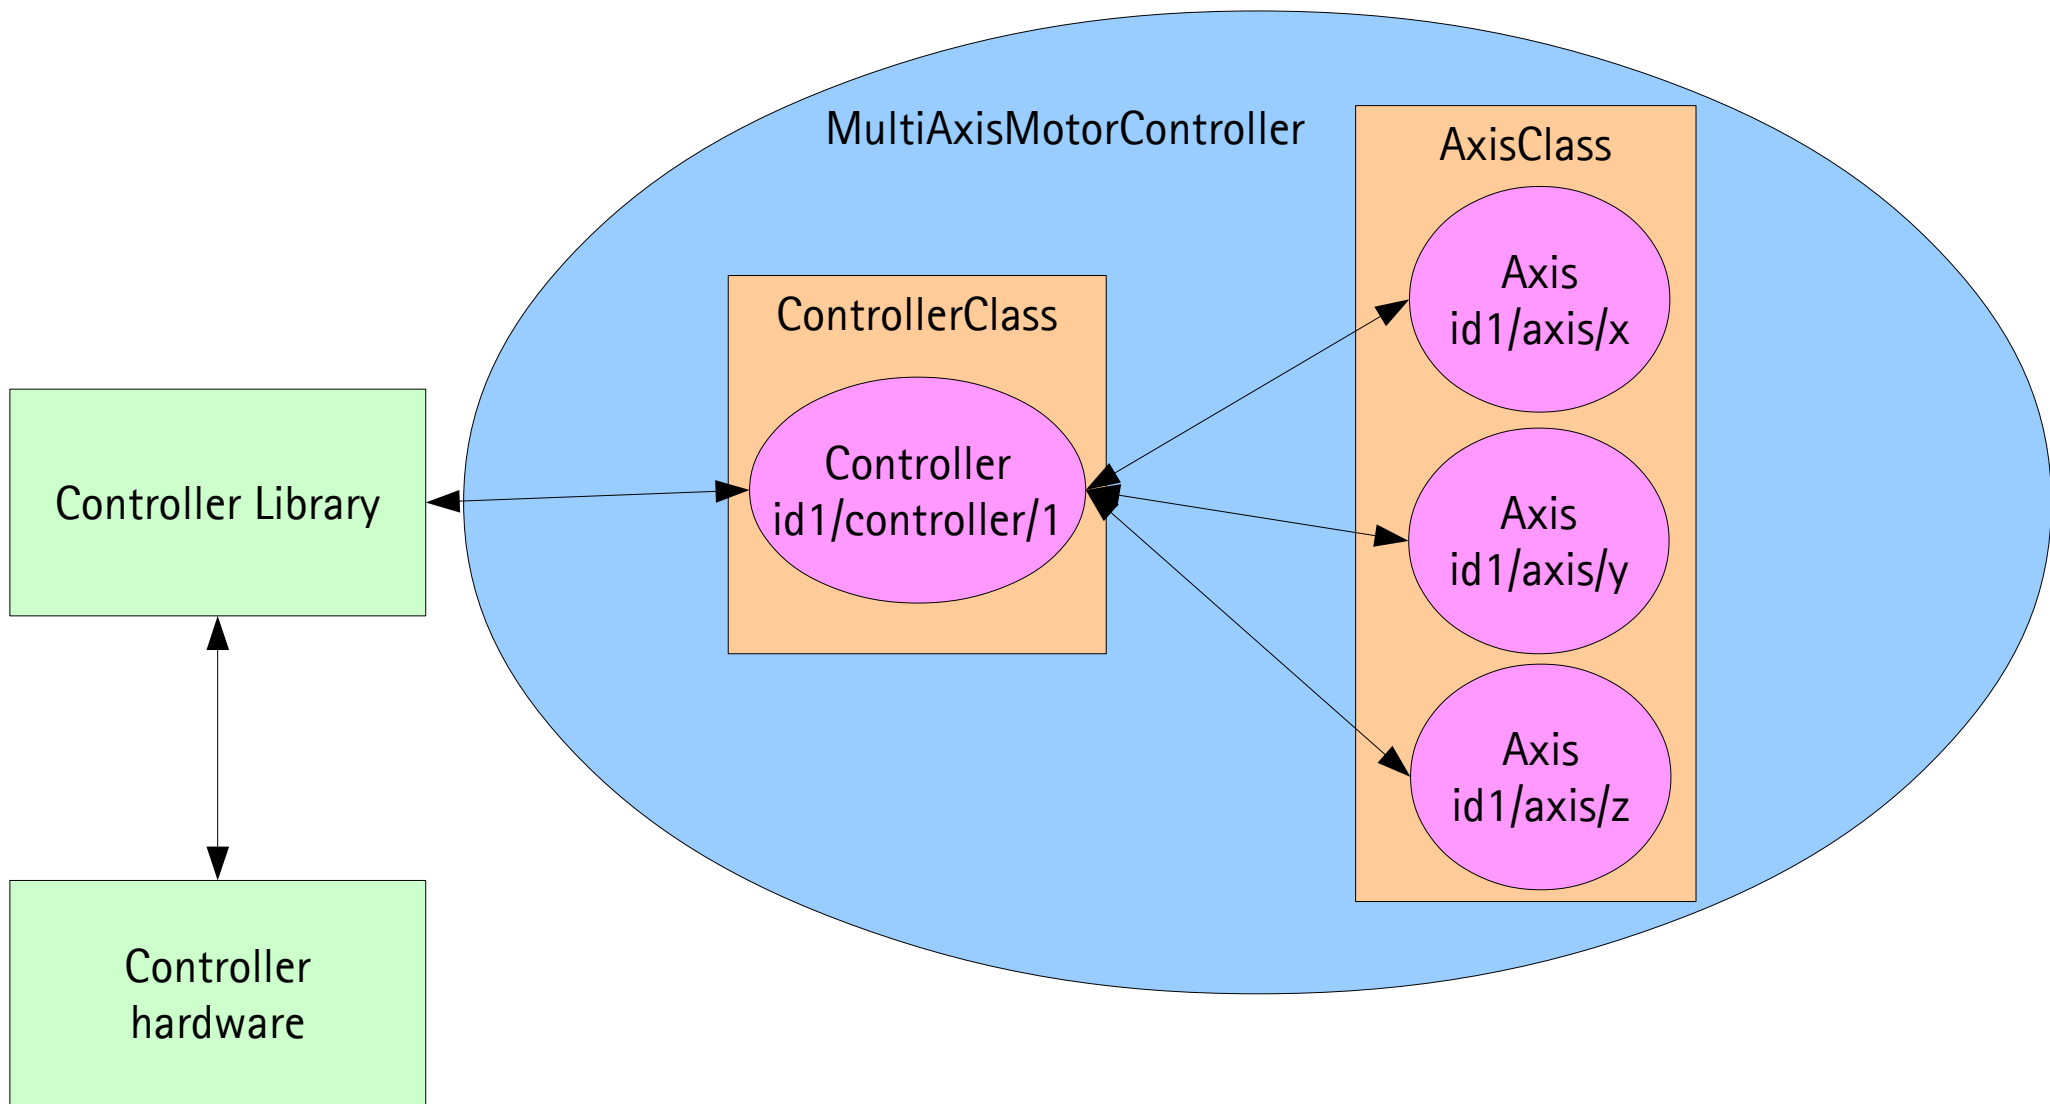 MultiAxisMotorController
AxisClass
Axis
id1/axis/x
ControllerClass
Controller
id1/controller/1
Controller Library
Axis
id1/axis/y
Axis
id1/axis/z
Controller
hardware